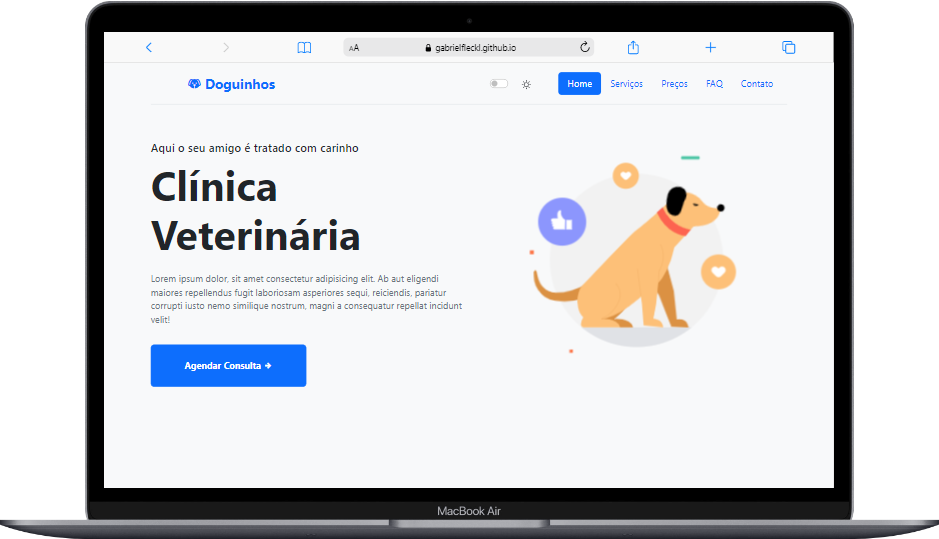 AA gabrielfleckl.github.io
Doguinhos
Home Serviços Preços FAQ Contato
Aqui o seu amigo é tratado com carinho
Clínica
Veterinária
Lorem ipsum dolor, sit amet consectetur adipisicing elit. Ab aut eligendi
maiores repellendus fugit laboriosam asperiores sequi, reiciendis, pariatur
corrupti iusto nemo similique nostrum, magni a consequatur repellat incidunt
velit!
Agendar Consulta →
MacBook Air